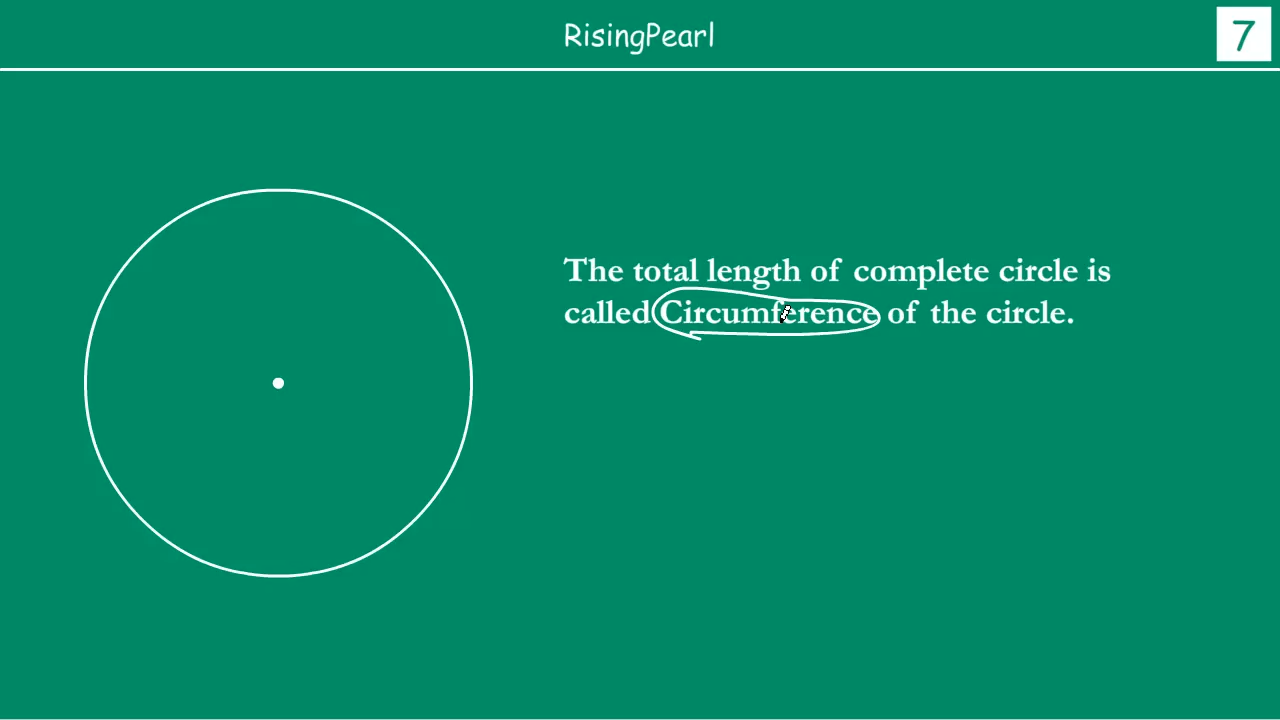 RisingPearl
7
The total length of complete circle is
called Circumference of the circle.